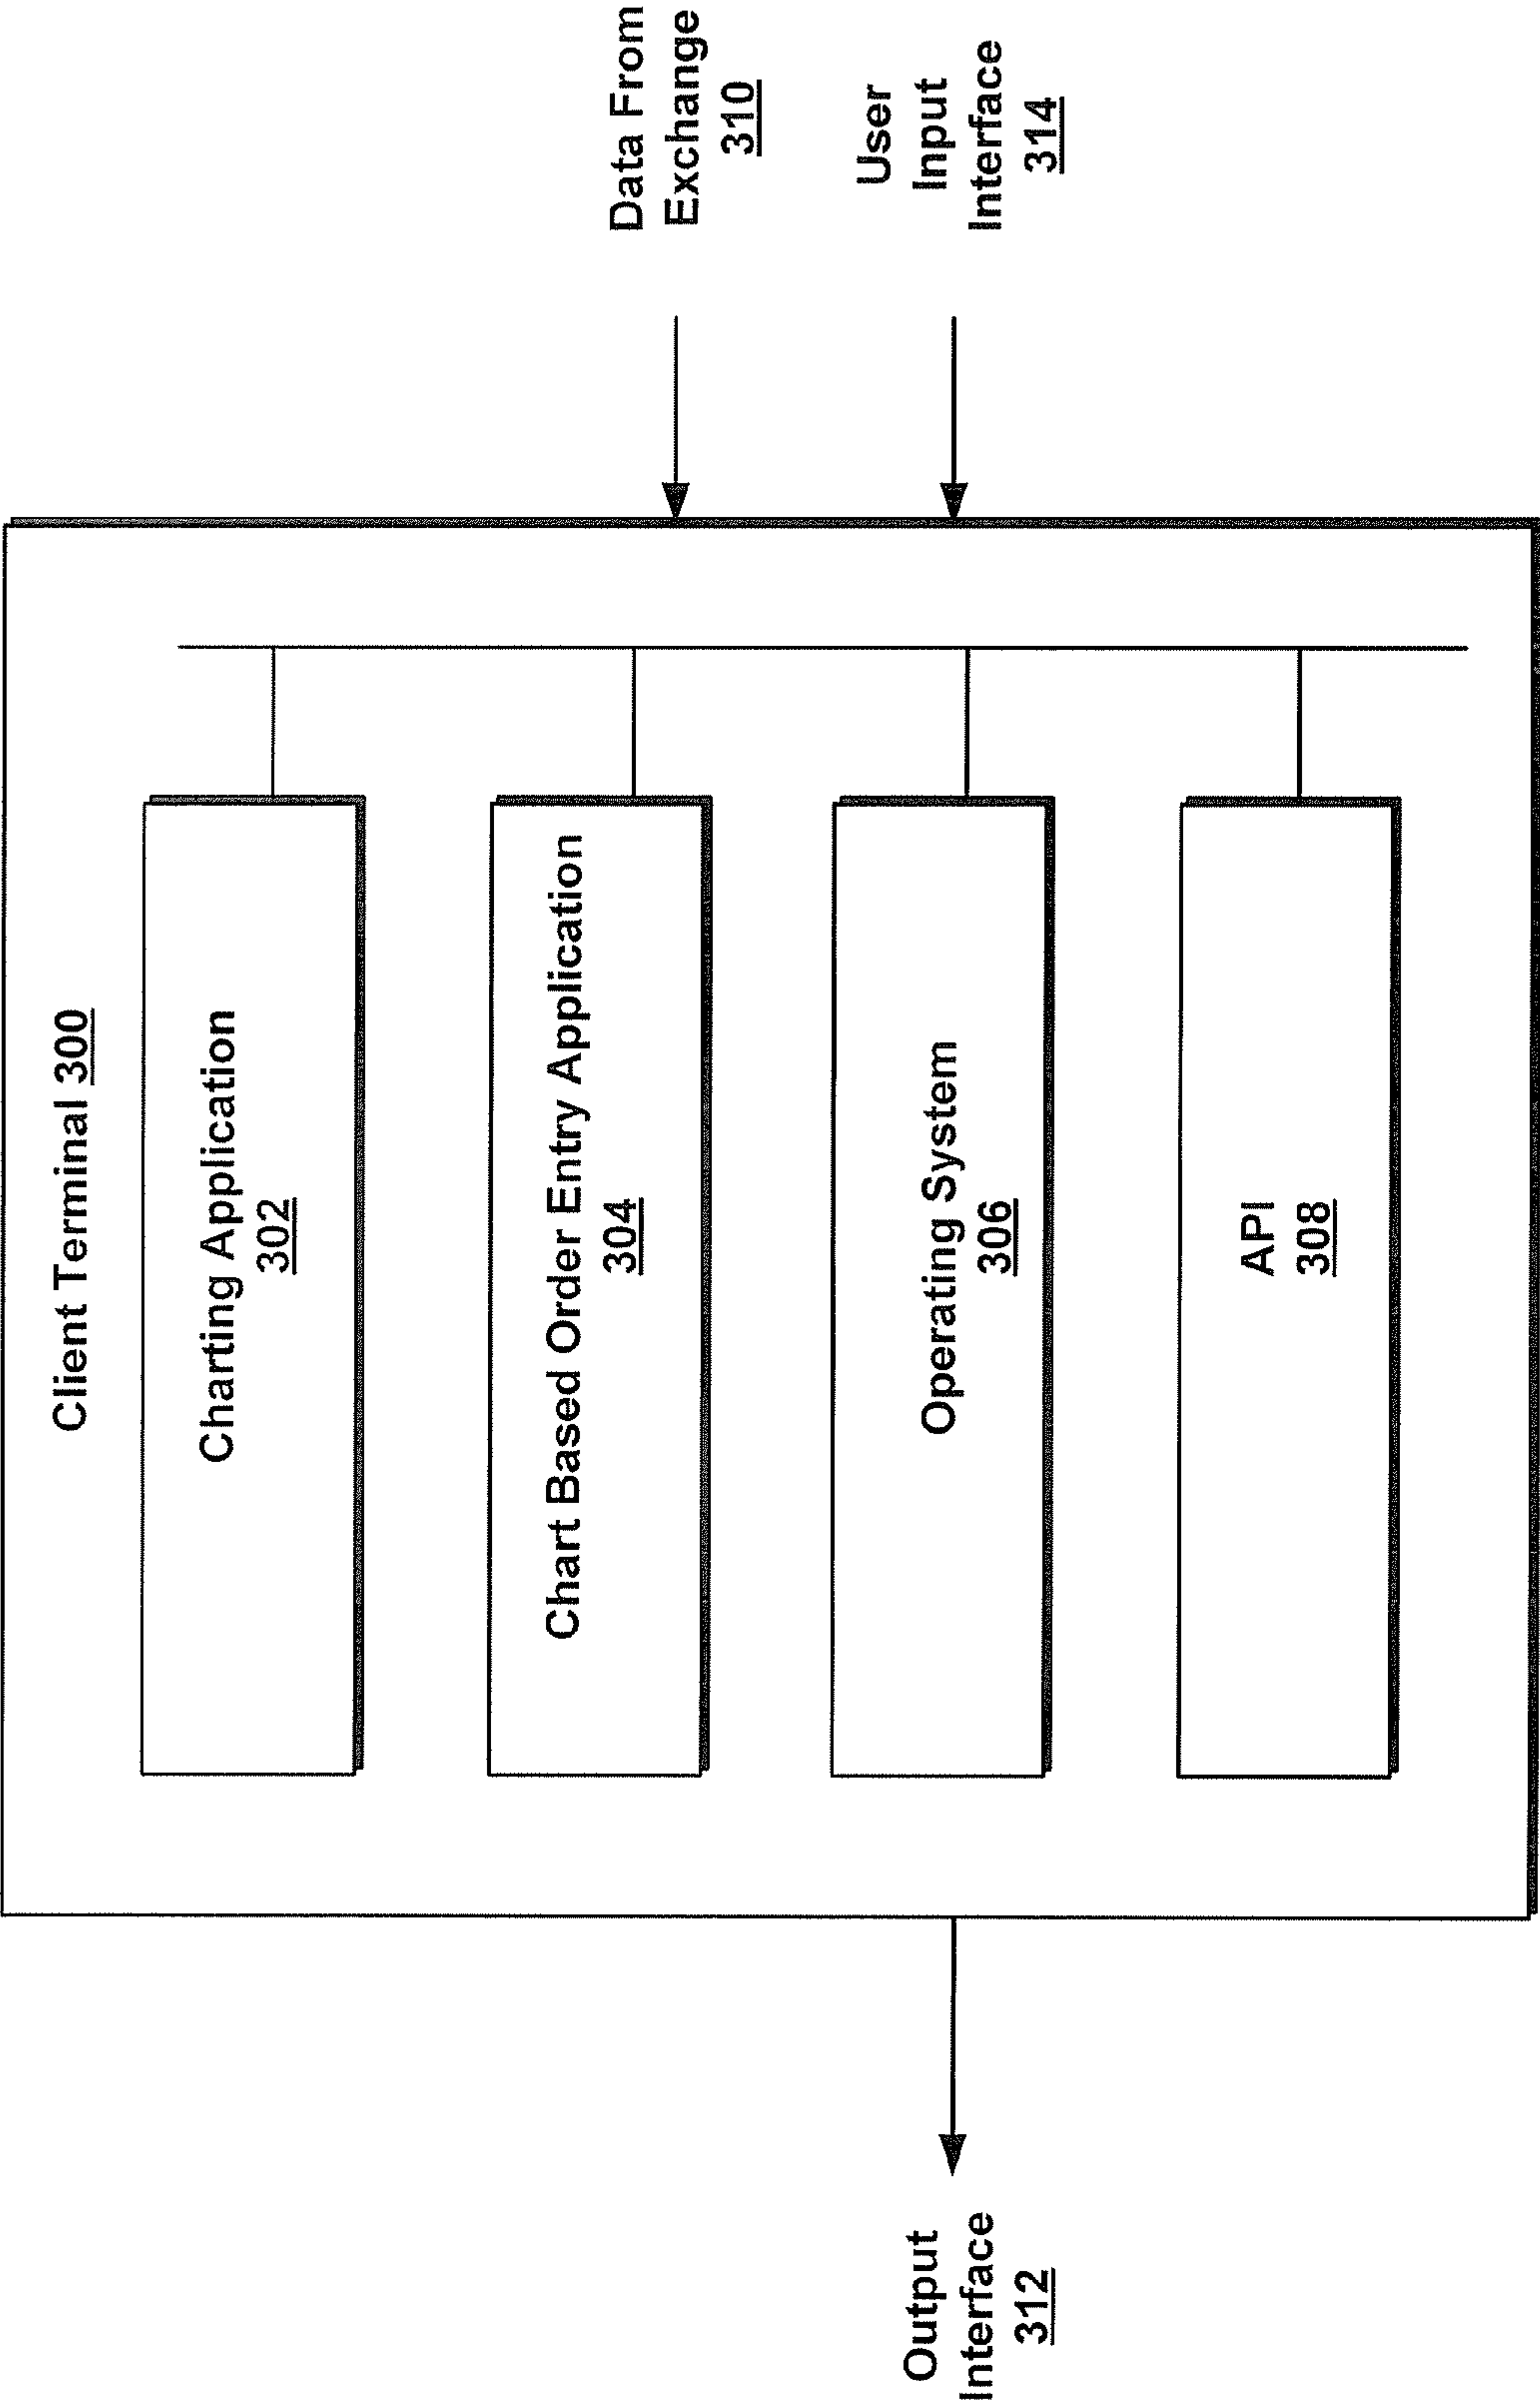 Client Terminal 300
Charting Application
302
Chart Based Order Entry Application
304
Operating System
306
API
308
Output
Interface
312
Data From
Exchange
310
User
Input
Interface
314